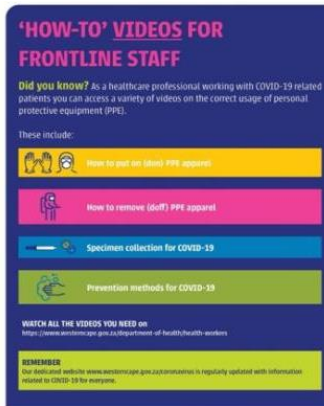 ‘HOW-TO’ VIDEOS FOR
FRONTLINE STAFF
Did you know? As a healthcare professional working with COVID-19 related
patients you can access a variety of videos on the correct usage of personal
protective equipment (PPE).
These include:
How to put on (don) PPE apparel
How to remove (doff) PPE apparel
Specimen collection for COVID-19
Prevention methods for COVID-19
WATCH ALL THE VIDEOS YOU NEED on
https://www.westerncape.gov.za/department-of-health/health-workers
REMEMBER
Our dedicated website www.westerncape.gov.za/coronavirus is regularly updated with information
related to COVID-19 for everyone.